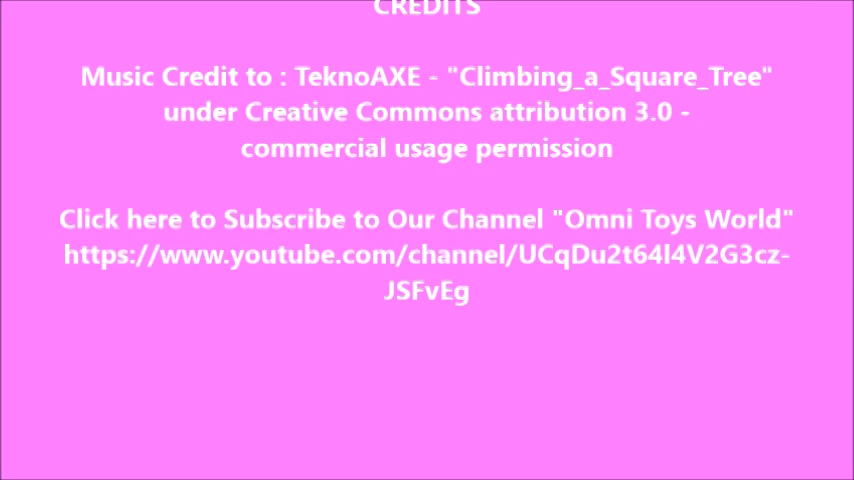 CREDITS
Music Credit to : TeknoAXE - "Climbing_a_Square_Tree"
under Creative Commons attribution 3.0 -
commercial usage permission
Click here to Subscribe to Our Channel "Omni Toys World"
https://www.youtube.com/channel/UCqDu2t64l4V2G3cz-
JSFvEg